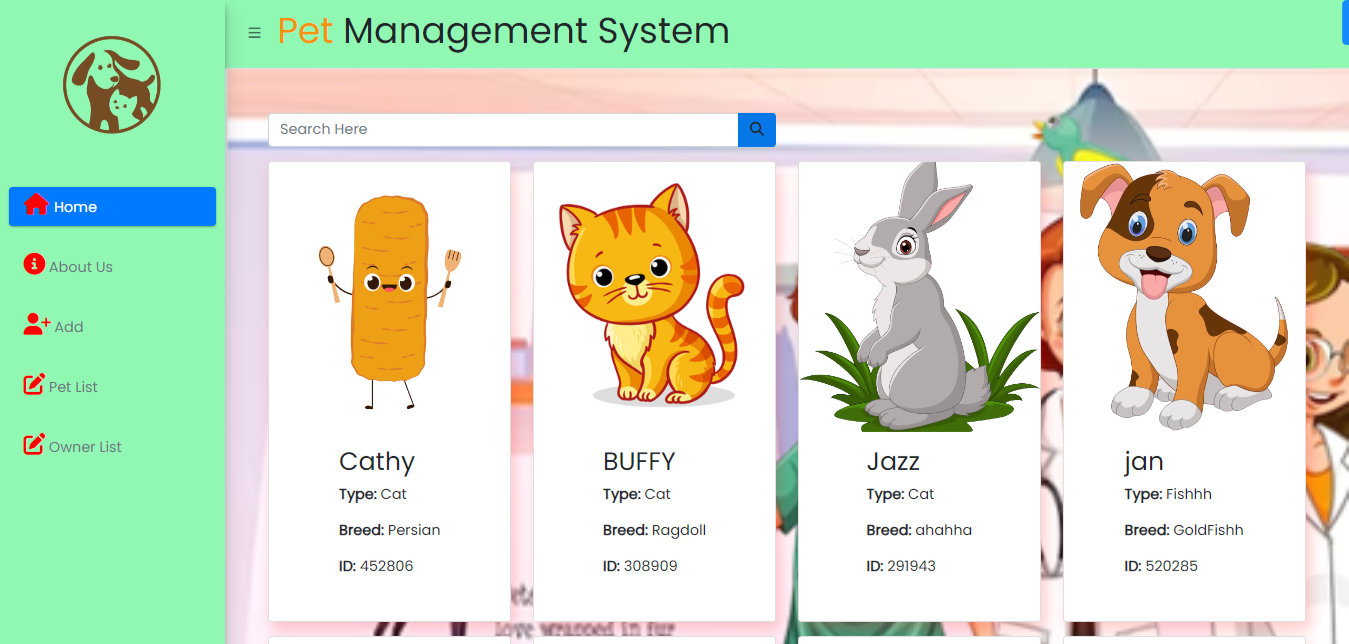 Pet Management System
Search Here
Home
About Us
Add
Pet List
Owner List
Cathy
Type: Cat
Breed: Persian
ID: 452806
BUFFY
Type: Cat
Breed: Ragdoll
ID: 308909
Jazz
Type: Cat
Breed: ahahha
ID: 291943
jan
Type: Fishhh
Breed: GoldFishh
ID: 520285
love wrapped in fur